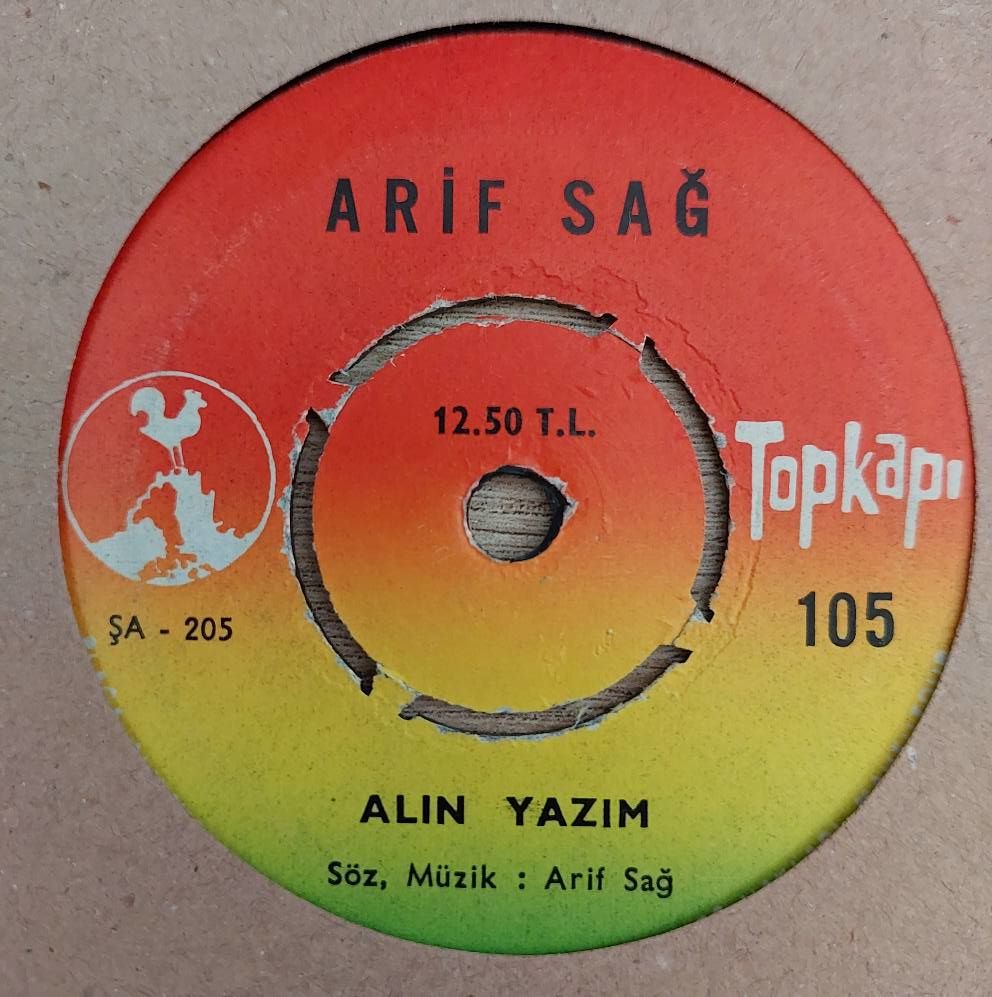 ARİF SAĞ
12.50 T.L.
Topkapı
ŞA - 205
105
ALIN YAZIM
Söz, Müzik : Arif Sağ